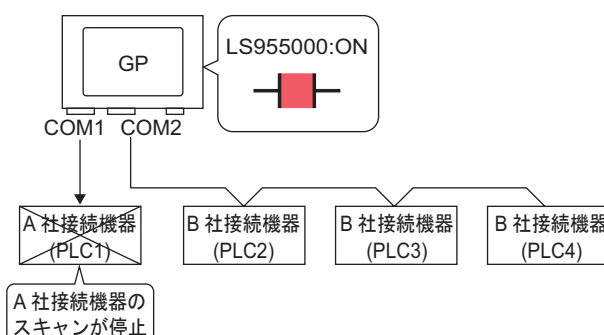 GP
LS955000:ON
COM1 COM2
A 社接続機器
(PLC1)
B 社接続機器
(PLC2)
B 社接続機器
(PLC3)
B 社接続機器
(PLC4)
A 社接続機器の
スキャンが停止